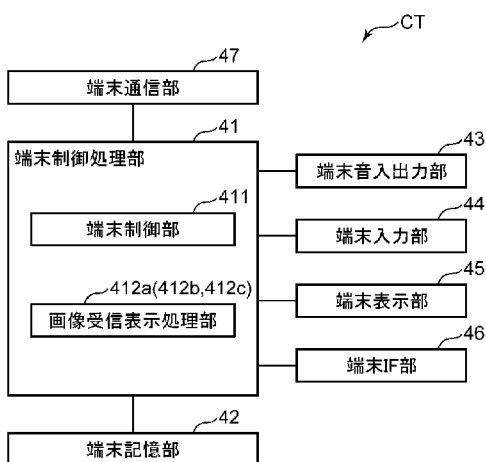 CT
47
端末通信部
41
端末制御処理部
43
端末音入出力部
411
端末制御部
44
端末入力部
45
端末表示部
412a(412b,412c)
画像受信表示処理部
46
端末IF部
42
端末記憶部